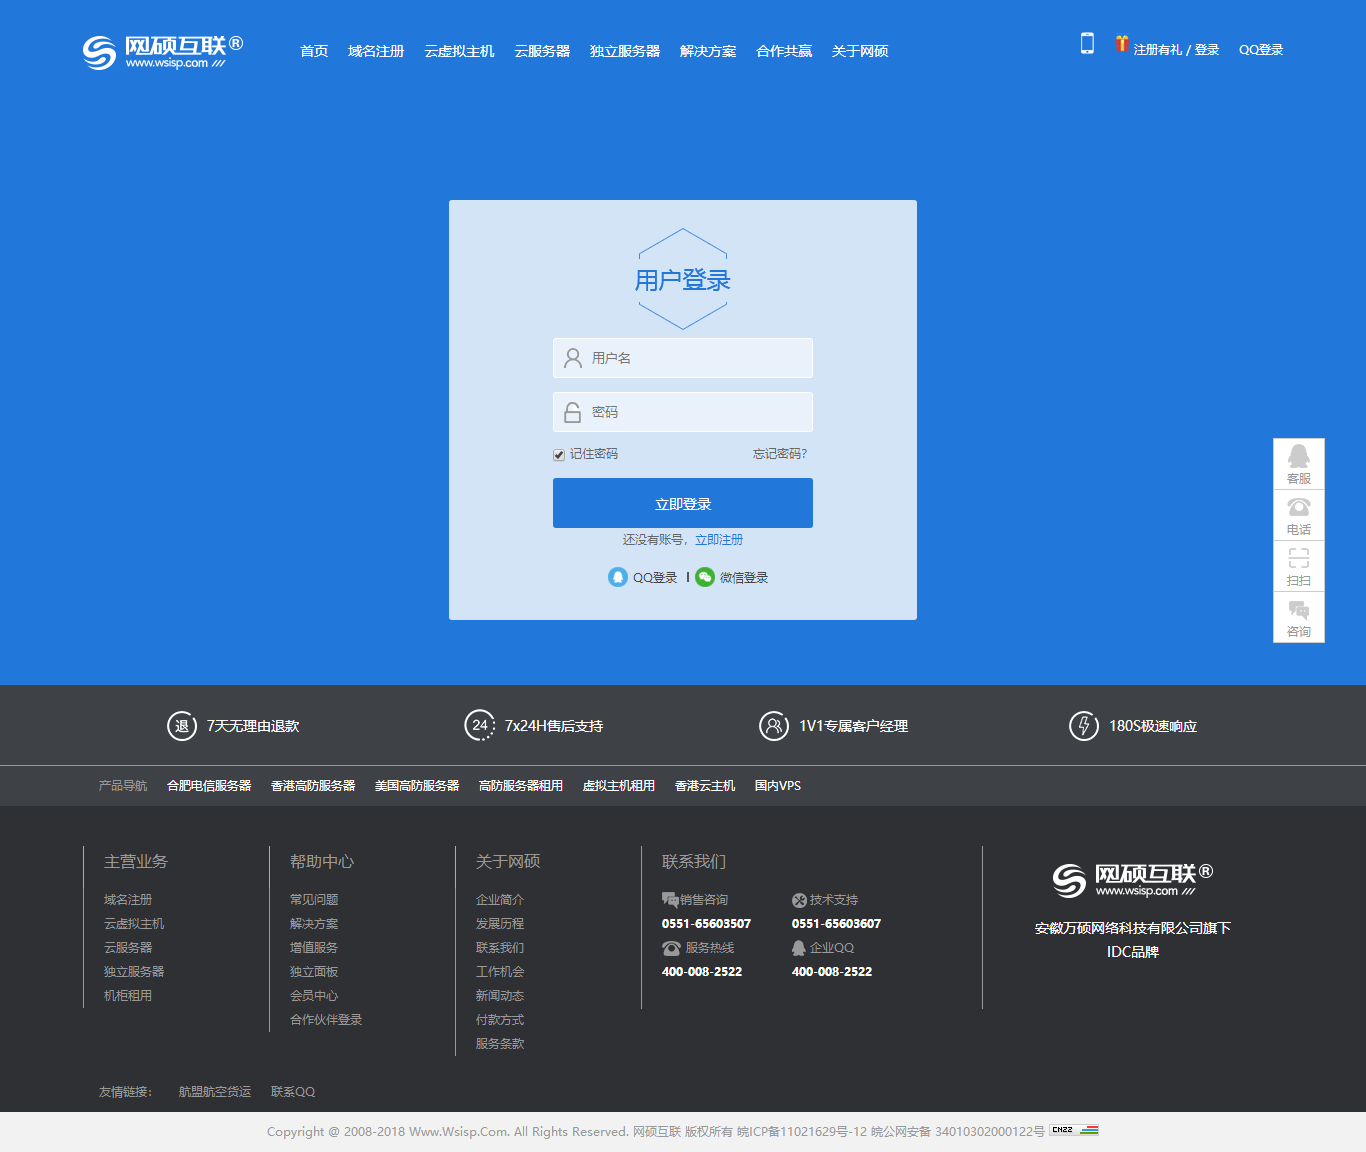 网硕互联®
www.wsisp.com
首页 域名注册 云虚拟主机 云服务器 独立服务器 解决方案 合作共赢 关于网硕
注册有礼 / 登录 QQ登录
用户登录
用户名
密码
记住密码 忘记密码?
立即登录
还没有账号，立即注册
QQ登录 微信登录
客服
电话
扫扫
咨询
退 7天无理由退款 24 7x24H售后支持 1V1专属客户经理 180S极速响应
产品导航 合肥电信服务器 香港高防服务器 美国高防服务器 高防服务器租用 虚拟主机租用 香港云主机 国内VPS
主营业务
域名注册
云虚拟主机
云服务器
独立服务器
机柜租用
帮助中心
常见问题
解决方案
增值服务
独立面板
会员中心
合作伙伴登录
关于网硕
企业简介
发展历程
联系我们
工作机会
新闻动态
付款方式
服务条款
联系我们
销售咨询 技术支持
0551-65603507 0551-65603607
服务热线 企业QQ
400-008-2522 400-008-2522
网硕互联®
www.wsisp.com
安徽万硕网络科技有限公司旗下
IDC品牌
友情链接： 航盟航空货运 联系QQ
Copyright @ 2008-2018 Www.Wsisp.Com. All Rights Reserved. 网硕互联 版权所有 皖ICP备11021629号-12 皖公网安备 34010302000122号 CNZZ